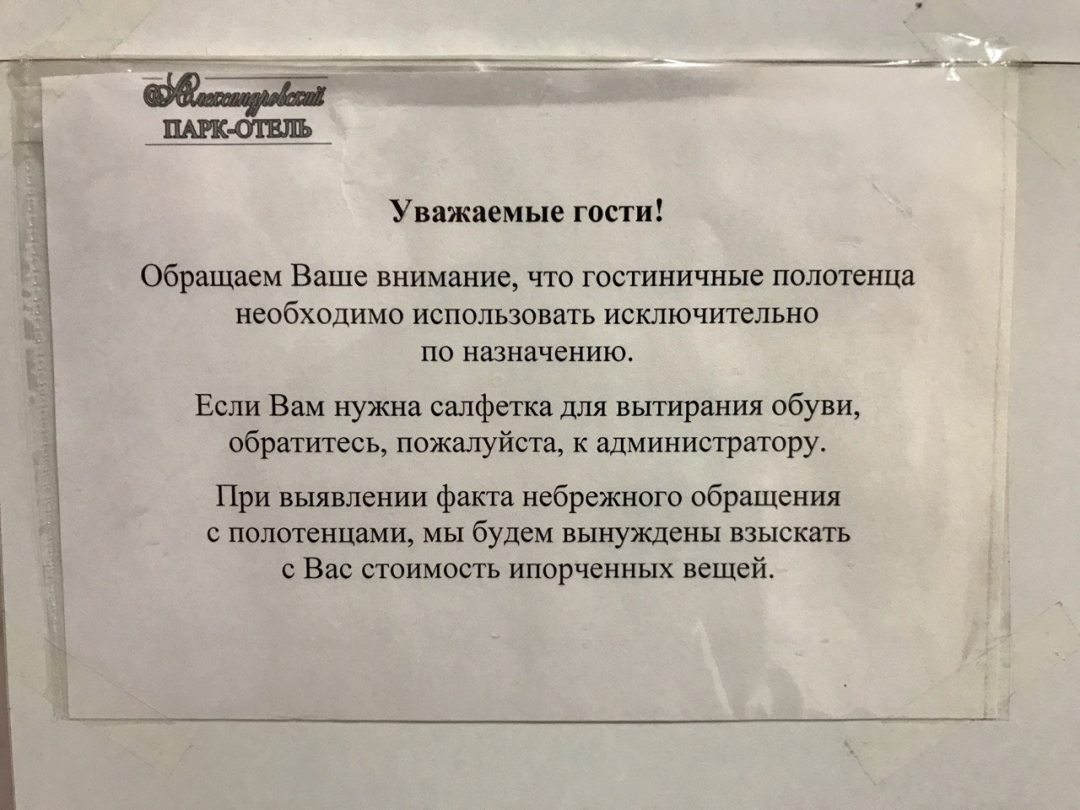 Александровский
ПАРК-ОТЕЛЬ
Уважаемые гости!
Обращаем Ваше внимание, что гостиничные полотенца
необходимо использовать исключительно
по назначению.
Если Вам нужна салфетка для вытирания обуви,
обратитесь, пожалуйста, к администратору.
При выявлении факта небрежного обращения
с полотенцами, мы будем вынуждены взыскать
с Вас стоимость ипорченных вещей.